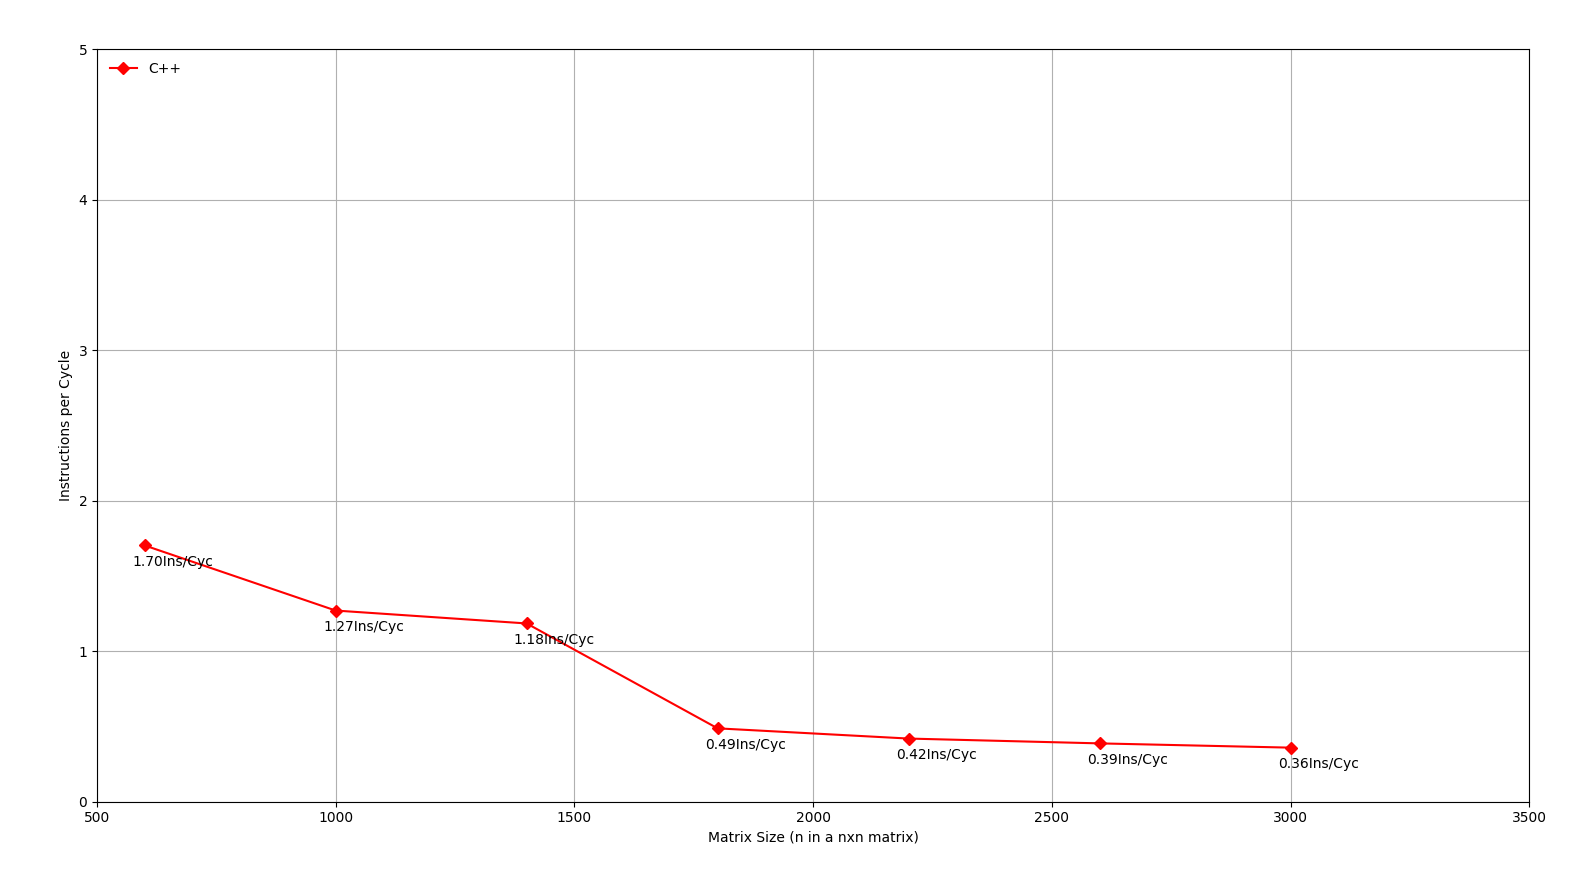 C++
5
4
3
2
1
0
Instructions per Cycle
1.70Ins/Cyc
1.27Ins/Cyc
1.18Ins/Cyc
0.49Ins/Cyc
0.42Ins/Cyc
0.39Ins/Cyc
0.36Ins/Cyc
500 1000 1500 2000 2500 3000 3500
Matrix Size (n in a nxn matrix)